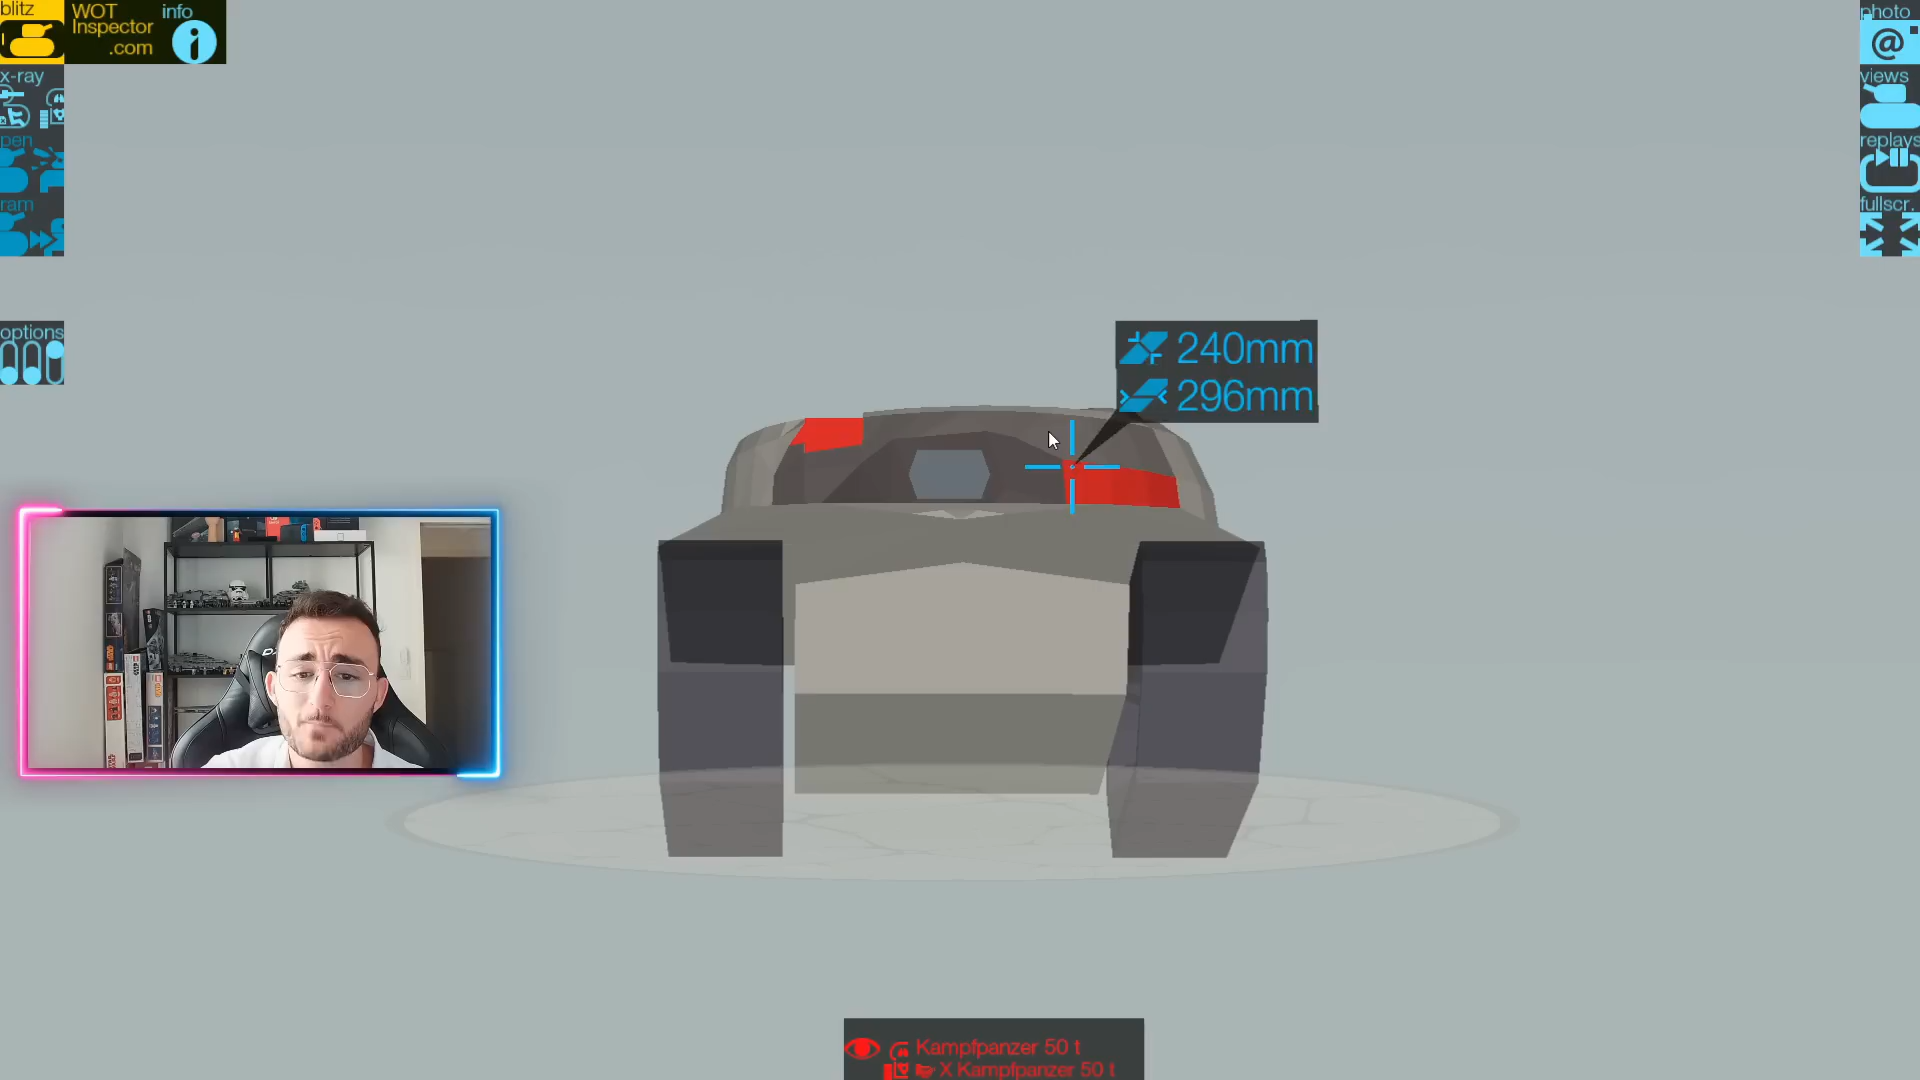 blitz
WOT
Inspector
.com
info
x-ray
pen
ram
options
photo
@
views
replays
fullscr.
240mm
296mm
Kampfpanzer 50 t
X Kampfpanzer 50 t